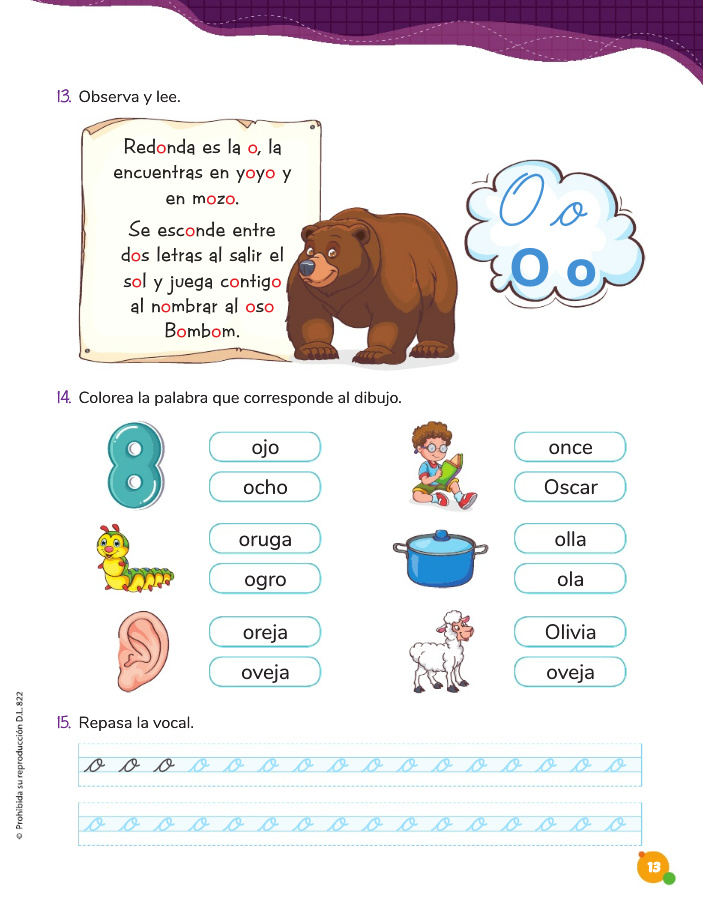 13. Observa y lee.
Redonda es la o, la
encuentras en yoyo y
en mozo.
Se esconde entre
dos letras al salir el
sol y juega contigo
al nombrar al oso
Bombom.
O o
O o
14. Colorea la palabra que corresponde al dibujo.
8
ojo
ocho
once
Oscar
oruga
ogro
olla
ola
oreja
oveja
Olivia
oveja
15. Repasa la vocal.
o o o o o o o o o o o o o o o o
o o o o o o o o o o o o o o o o
© Prohibida su reproducción D.L. 822
13